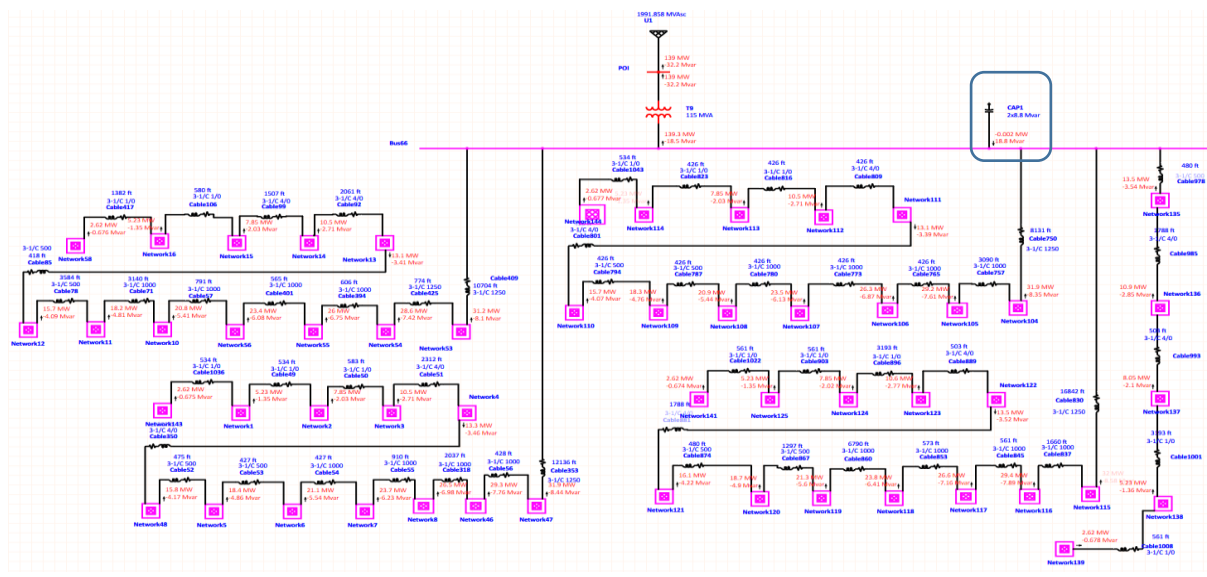 1991.858 MVAsc
U1
139 MW
-32.2 Mvar
POI
139 MW
-32.2 Mvar
T9
115 MVA
CAP1
2x8.8 Mvar
139.3 MW
-18.5 Mvar
-0.002 MW
18.8 Mvar
Bus66
1382 ft
3-1/C 1/0
Cable417
580 ft
3-1/C 1/0
Cable106
1507 ft
3-1/C 4/0
Cable99
2061 ft
3-1/C 4/0
Cable92
2.62 MW
-0.676 Mvar
5.23 MW
-1.35 Mvar
7.85 MW
-2.03 Mvar
10.5 MW
-2.71 Mvar
Network58
Network16
Network15
Network14
Network13
13.1 MW
-3.41 Mvar
3-1/C 500
418 ft
Cable85
3584 ft
3-1/C 500
Cable78
3140 ft
3-1/C 1000
Cable71
791 ft
3-1/C 1000
Cable57
565 ft
3-1/C 1000
Cable401
606 ft
3-1/C 1000
Cable394
774 ft
3-1/C 1250
Cable425
15.7 MW
-4.09 Mvar
18.2 MW
-4.81 Mvar
20.8 MW
-5.41 Mvar
23.4 MW
-6.08 Mvar
26 MW
-6.75 Mvar
28.6 MW
-7.42 Mvar
31.2 MW
-8.1 Mvar
Network12
Network11
Network10
Network56
Network55
Network54
Network53
Cable409
10704 ft
3-1/C 1250
534 ft
3-1/C 1/0
Cable1036
534 ft
3-1/C 1/0
Cable49
583 ft
3-1/C 1/0
Cable50
2312 ft
3-1/C 4/0
Cable51
2.62 MW
-0.675 Mvar
5.23 MW
-1.35 Mvar
7.85 MW
-2.03 Mvar
10.5 MW
-2.71 Mvar
Network143
Network1
Network2
Network3
Network4
13.3 MW
-3.46 Mvar
3-1/C 4/0
Cable350
475 ft
3-1/C 500
Cable52
427 ft
3-1/C 500
Cable53
427 ft
3-1/C 1000
Cable54
910 ft
3-1/C 1000
Cable55
2037 ft
3-1/C 1000
Cable318
428 ft
3-1/C 1000
Cable56
15.8 MW
-4.17 Mvar
18.4 MW
-4.86 Mvar
21.1 MW
-5.54 Mvar
23.7 MW
-6.23 Mvar
-6.98 Mvar
29.3 MW
-7.76 Mvar
31.9 MW
-8.44 Mvar
Network48
Network5
Network6
Network7
Network8
Network46
Network47
12136 ft
Cable353
3-1/C 1250
534 ft
3-1/C 1/0
Cable1043
426 ft
3-1/C 1/0
Cable823
426 ft
3-1/C 1/0
Cable816
426 ft
3-1/C 4/0
Cable809
2.62 MW
-0.677 Mvar
7.85 MW
-2.03 Mvar
10.5 MW
-2.71 Mvar
Network114
Network113
Network112
Network111
13.1 MW
-3.39 Mvar
3-1/C 4/0
Cable801
426 ft
3-1/C 500
Cable794
426 ft
3-1/C 500
Cable787
426 ft
3-1/C 1000
Cable780
426 ft
3-1/C 1000
Cable773
426 ft
3-1/C 1000
Cable765
3090 ft
3-1/C 1000
Cable757
15.7 MW
-4.07 Mvar
18.3 MW
-4.76 Mvar
20.9 MW
-5.44 Mvar
23.5 MW
-6.13 Mvar
26.3 MW
-6.87 Mvar
-7.61 Mvar
31.9 MW
-8.35 Mvar
Network110
Network109
Network108
Network107
Network106
Network105
Network104
8131 ft
Cable750
3-1/C 1250
561 ft
3-1/C 1/0
Cable1022
561 ft
3-1/C 1/0
Cable903
3193 ft
3-1/C 4/0
Cable896
503 ft
3-1/C 4/0
Cable889
2.62 MW
-0.674 Mvar
5.23 MW
-1.35 Mvar
7.85 MW
-2.02 Mvar
10.6 MW
-2.77 Mvar
Network141
Network125
Network124
Network123
Network122
13.5 MW
-3.52 Mvar
1788 ft
480 ft
3-1/C 500
Cable874
1297 ft
3-1/C 500
Cable867
6790 ft
3-1/C 1000
Cable860
573 ft
3-1/C 1000
Cable853
561 ft
3-1/C 1000
Cable845
1660 ft
3-1/C 1000
Cable837
16.1 MW
-4.22 Mvar
18.7 MW
-4.8 Mvar
21.3 MW
-5.6 Mvar
23.8 MW
-6.41 Mvar
26.6 MW
-7.16 Mvar
29.4 MW
-7.89 Mvar
Network121
Network120
Network119
Network118
Network117
Network116
Network115
16842 ft
Cable830
3-1/C 1250
480 ft
3-1/C 500
Cable978
13.5 MW
-3.54 Mvar
Network135
1788 ft
3-1/C 4/0
Cable985
10.9 MW
-2.85 Mvar
Network136
503 ft
3-1/C 4/0
Cable993
8.05 MW
-2.1 Mvar
Network137
3193 ft
3-1/C 1/0
Cable1001
5.23 MW
-1.36 Mvar
Network138
561 ft
Cable1008
3-1/C 1/0
2.62 MW
-0.678 Mvar
Network139